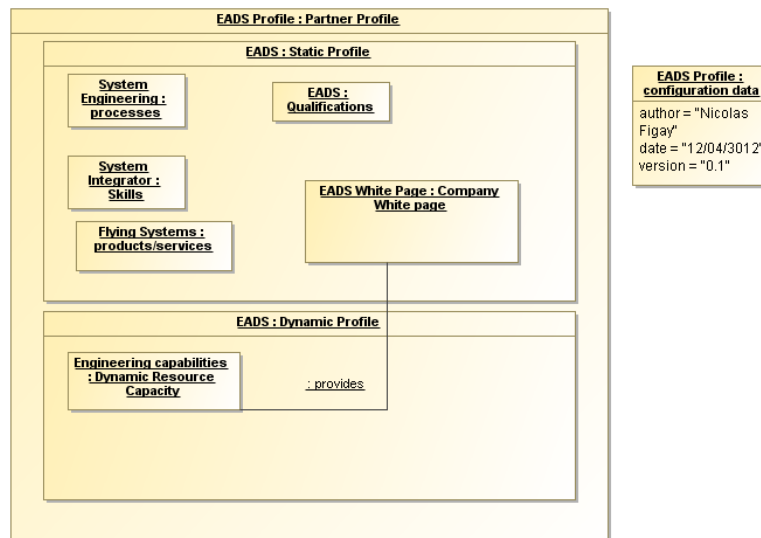 EADS Profile : Partner Profile
EADS : Static Profile
System
Engineering :
processes
EADS :
Qualifications
System
Integrator :
Skills
EADS White Page : Company
White page
Flying Systems :
products/services
EADS : Dynamic Profile
Engineering capabilities
: Dynamic Resource
Capacity
: provides
EADS Profile :
configuration data
author = "Nicolas
Figay"
date = "12/04/3012"
version = "0.1"